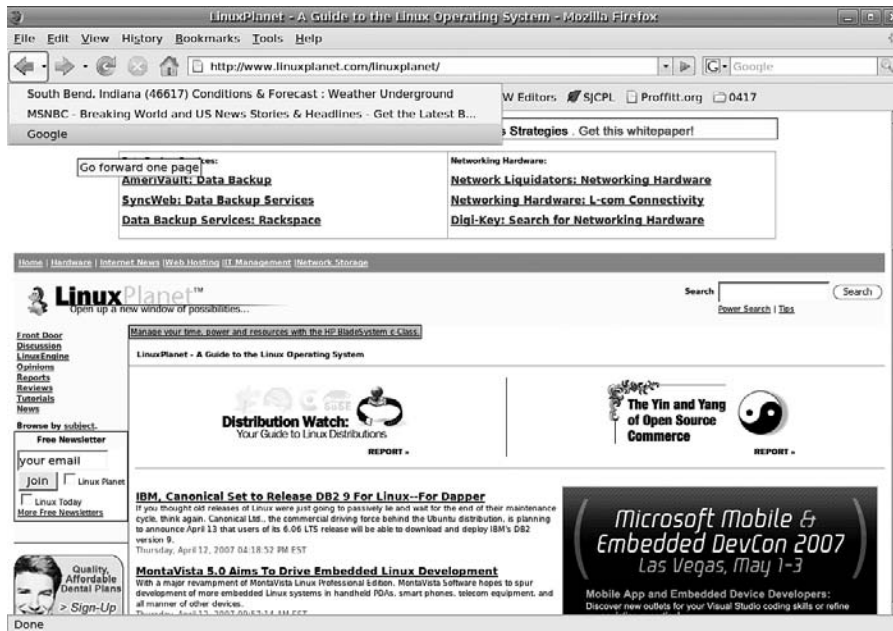 LinuxPlanet - A Guide to the Linux Operating System - Mozilla Firefox
File Edit View History Bookmarks Tools Help
http://www.linuxplanet.com/linuxplanet/
G Google
South Bend, Indiana (46617) Conditions & Forecast : Weather Underground
MSNBC - Breaking World and US News Stories & Headlines - Get the Latest B...
Google
W Editors SJCPL Proffitt.org 0417
Strategies . Get this whitepaper!
Go forward one page
Networking Hardware:
AmeriVault: Data Backup
Network Liquidators: Networking Hardware
SyncWeb: Data Backup Services
Networking Hardware: L-com Connectivity
Data Backup Services: Rackspace
Digi-Key: Search for Networking Hardware
Home | Hardware | Internet News |Web Hosting |IT Management |Network Storage
LinuxPlanet™
Open up a new window of possibilities...
Search
Search
Power Search | Tips
Front Door
Discussion
LinuxEngine
Opinions
Reports
Reviews
Tutorials
News
Browse by subject.
Free Newsletter
your email
Join
Linux Planet
Linux Today
More Free Newsletters
Quality,
Affordable
Dental Plans
> Sign-Up
Manage your time, power and resources with the HP BladeSystem c-Class.
LinuxPlanet - A Guide to the Linux Operating System
Distribution Watch:
Your Guide to Linux Distributions
REPORT »
The Yin and Yang
of Open Source
Commerce
REPORT »
IBM, Canonical Set to Release DB2 9 For Linux--For Dapper
If you thought old releases of Linux were just going to passively lie and wait for the end of their maintenance
cycle, think again. Canonical Ltd., the commercial driving force behind the Ubuntu distribution, is planning
to announce April 13 that users of its 6.06 LTS release will be able to download and deploy IBM's DB2
version 9.
Thursday, April 12, 2007 04:18:52 PM EST
MontaVista 5.0 Aims To Drive Embedded Linux Development
With a major revampment of MontaVista Linux Professional Edition, MontaVista Software hopes to spur
development of more embedded Linux systems in handheld PDAs, smart phones, telecom equipment, and
all manner of other devices.
Microsoft Mobile &
Embedded DevCon 2007
Las Vegas, May 1-3
Mobile App and Embedded Device Developers:
Discover new outlets for your Visual Studio coding skills or refine
Done